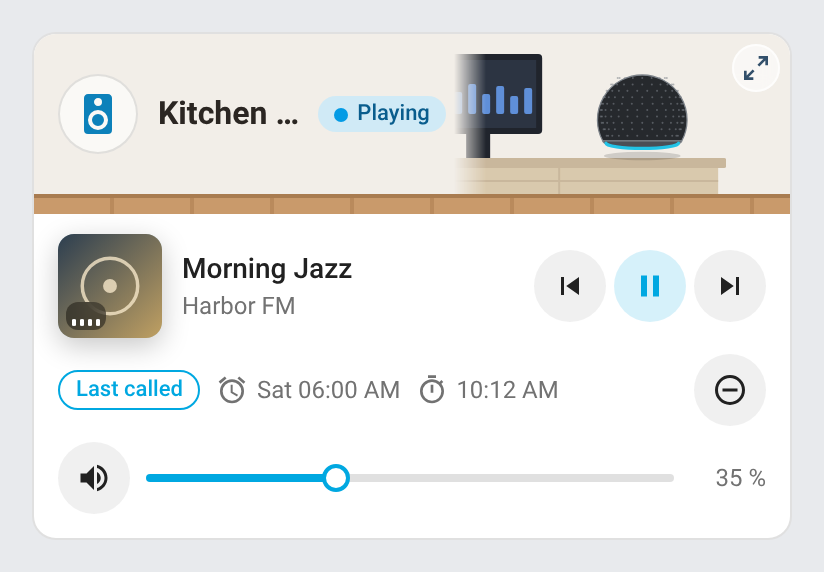 Kitchen ... Playing
Morning Jazz
Harbor FM
Last called Sat 06:00 AM 10:12 AM
35 %